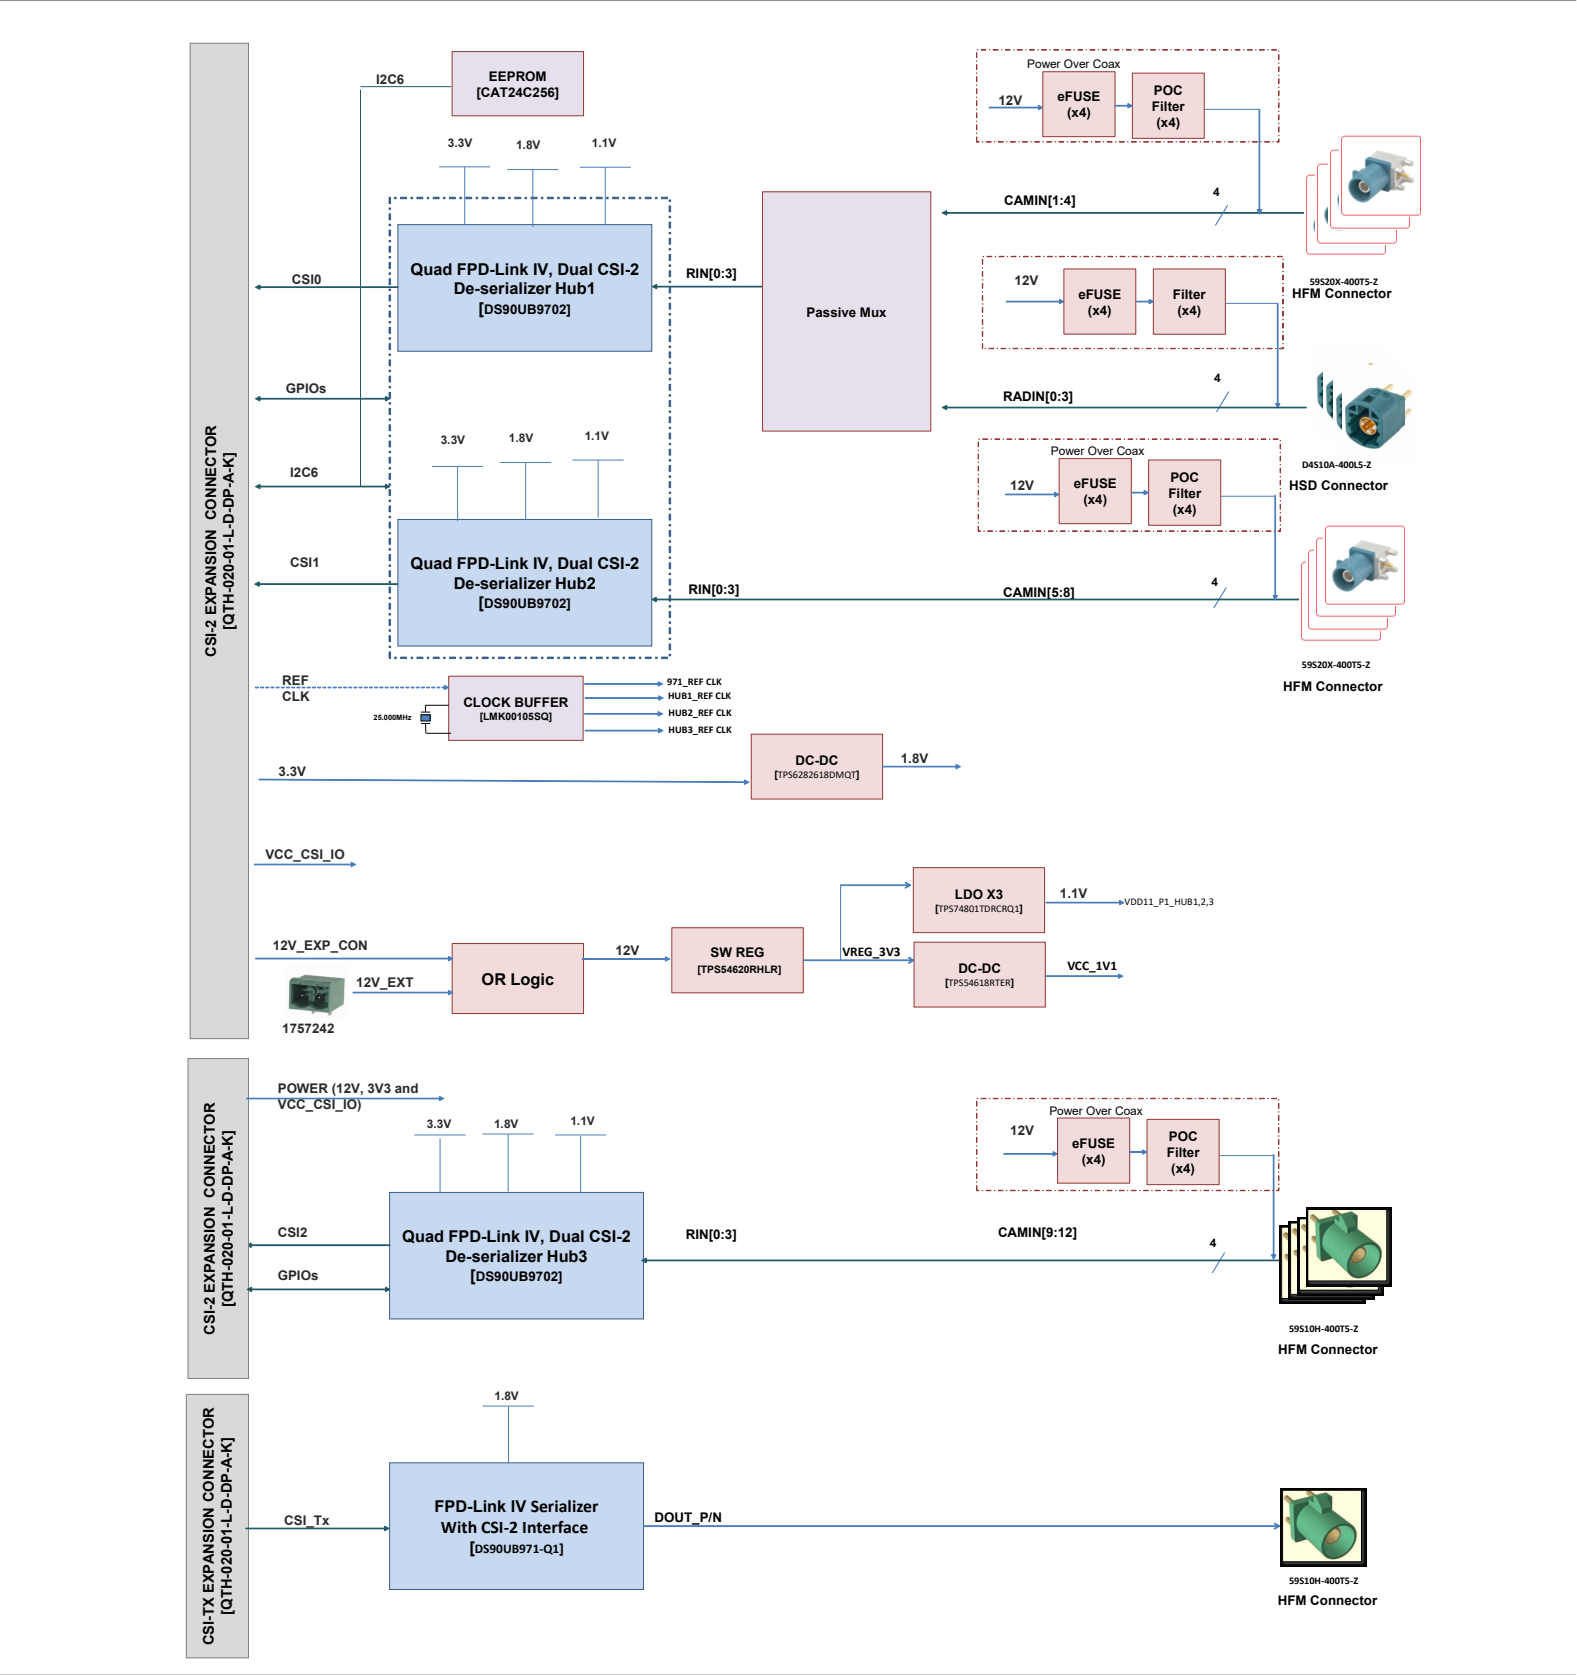 CSI-2 EXPANSION CONNECTOR
[QTH-020-01-L-D-DP-A-K]
I2C6
EEPROM
[CAT24C256]
3.3V
1.8V
1.1V
Quad FPD-Link IV, Dual CSI-2
De-serializer Hub1
[DS90UB9702]
CSI0
RIN[0:3]
Passive Mux
Power Over Coax
12V
eFUSE
(x4)
POC
Filter
(x4)
CAMIN[1:4]
4
59S20X-400T5-Z
HFM Connector
12V
eFUSE
(x4)
Filter
(x4)
RADIN[0:3]
4
D4S10A-400L5-Z
HSD Connector
GPIOs
I2C6
3.3V
1.8V
1.1V
Quad FPD-Link IV, Dual CSI-2
De-serializer Hub2
[DS90UB9702]
CSI1
RIN[0:3]
Power Over Coax
12V
eFUSE
(x4)
POC
Filter
(x4)
CAMIN[5:8]
4
59S20X-400T5-Z
HFM Connector
REF
CLK
25.000MHz
CLOCK BUFFER
[LMK00105SQ]
971_REF CLK
HUB1_REF CLK
HUB2_REF CLK
HUB3_REF CLK
3.3V
DC-DC
[TPS6282618DMQT]
1.8V
VCC_CSI_IO
12V_EXP_CON
12V_EXT
1757242
OR Logic
12V
SW REG
[TPS54620RHLR]
VREG_3V3
LDO X3
[TPS74801TDRCRQ1]
1.1V
VDD11_P1_HUB1,2,3
DC-DC
[TPS54618RTER]
VCC_1V1
CSI-2 EXPANSION CONNECTOR
[QTH-020-01-L-D-DP-A-K]
POWER (12V, 3V3 and
VCC_CSI_IO)
3.3V
1.8V
1.1V
Quad FPD-Link IV, Dual CSI-2
De-serializer Hub3
[DS90UB9702]
CSI2
GPIOs
RIN[0:3]
Power Over Coax
12V
eFUSE
(x4)
POC
Filter
(x4)
CAMIN[9:12]
4
59S10H-400T5-Z
HFM Connector
CSI-TX EXPANSION CONNECTOR
[QTH-020-01-L-D-DP-A-K]
1.8V
CSI_Tx
FPD-Link IV Serializer
With CSI-2 Interface
[DS90UB971-Q1]
DOUT_P/N
59S10H-400T5-Z
HFM Connector